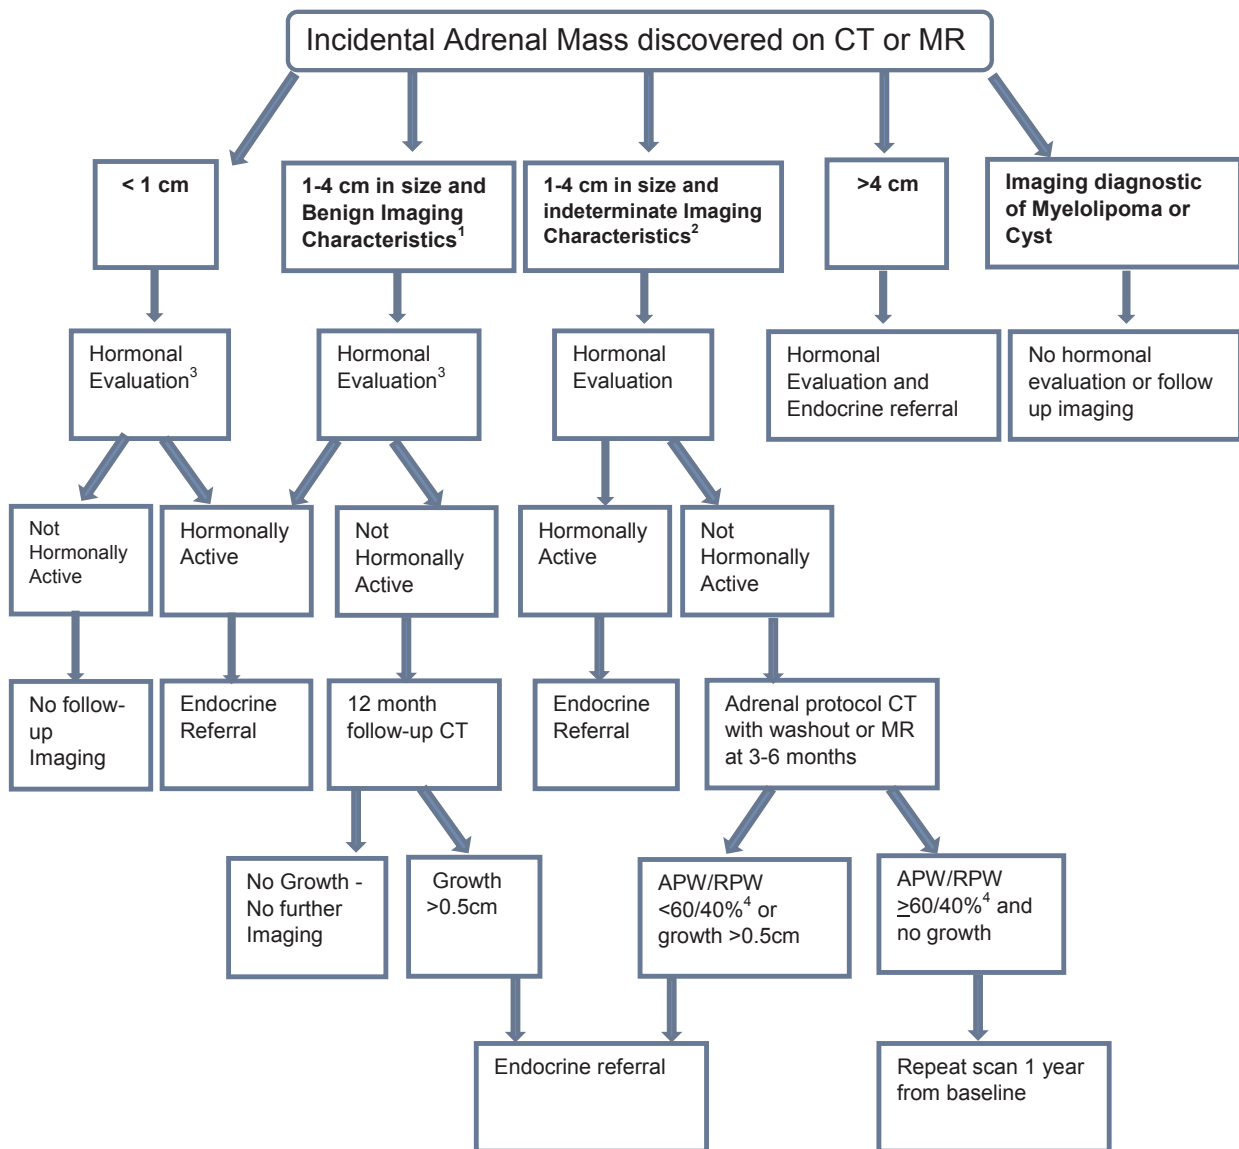 Incidental Adrenal Mass discovered on CT or MR
< 1 cm
1-4 cm in size and
Benign Imaging
Characteristics1
1-4 cm in size and
indeterminate Imaging
Characteristics2
>4 cm
Imaging diagnostic
of Myelolipoma or
Cyst
Hormonal
Evaluation3
Hormonal
Evaluation3
Hormonal
Evaluation
Hormonal
Evaluation and
Endocrine referral
No hormonal
evaluation or follow
up imaging
Not
Hormonally
Active
Hormonally
Active
Not
Hormonally
Active
Hormonally
Active
Not
Hormonally
Active
No follow-
up
Imaging
Endocrine
Referral
12 month
follow-up CT
Endocrine
Referral
Adrenal protocol CT
with washout or MR
at 3-6 months
No Growth -
No further
Imaging
Growth
>0.5cm
APW/RPW
<60/40%4 or
growth >0.5cm
APW/RPW
≥60/40%4 and
no growth
Endocrine referral
Repeat scan 1 year
from baseline